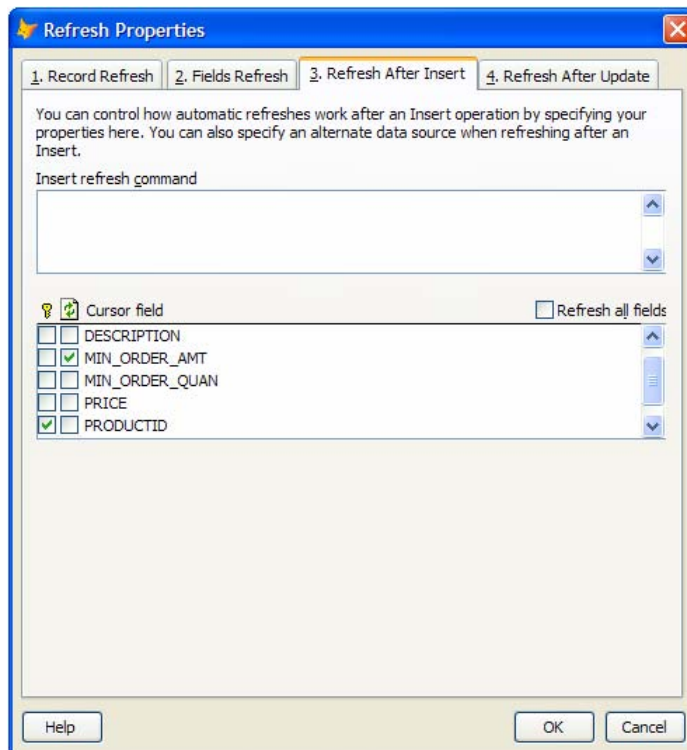 Refresh Properties
1. Record Refresh
2. Fields Refresh
3. Refresh After Insert
4. Refresh After Update
You can control how automatic refreshes work after an Insert operation by specifying your
properties here. You can also specify an alternate data source when refreshing after an
Insert.
Insert refresh command
Cursor field
Refresh all fields
DESCRIPTION
MIN_ORDER_AMT
MIN_ORDER_QUAN
PRICE
PRODUCTID
Help
OK
Cancel